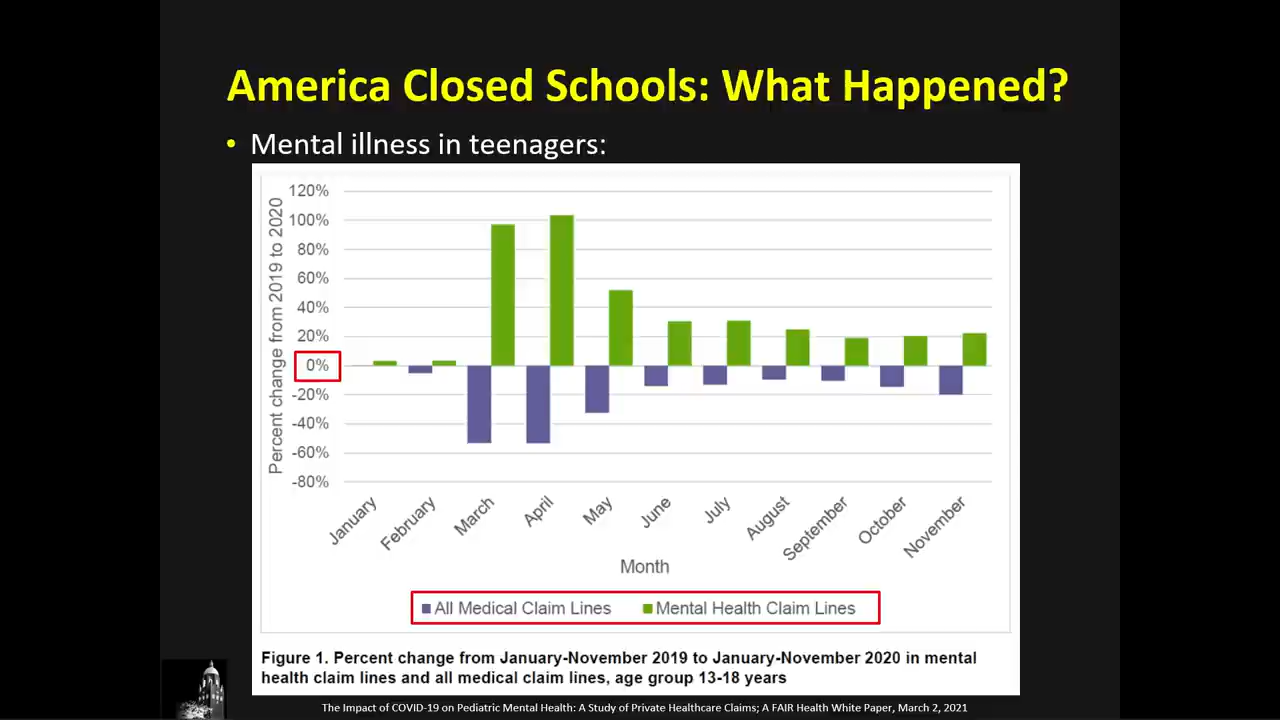 America Closed Schools: What Happened?
• Mental illness in teenagers:
Percent change from 2019 to 2020
120%
100%
80%
60%
40%
20%
0%
-20%
-40%
-60%
-80%
January
February
March
April
May
June
July
August
September
October
November
Month
All Medical Claim Lines
Mental Health Claim Lines
Figure 1. Percent change from January-November 2019 to January-November 2020 in mental
health claim lines and all medical claim lines, age group 13-18 years
The Impact of COVID-19 on Pediatric Mental Health: A Study of Private Healthcare Claims; A FAIR Health White Paper, March 2, 2021